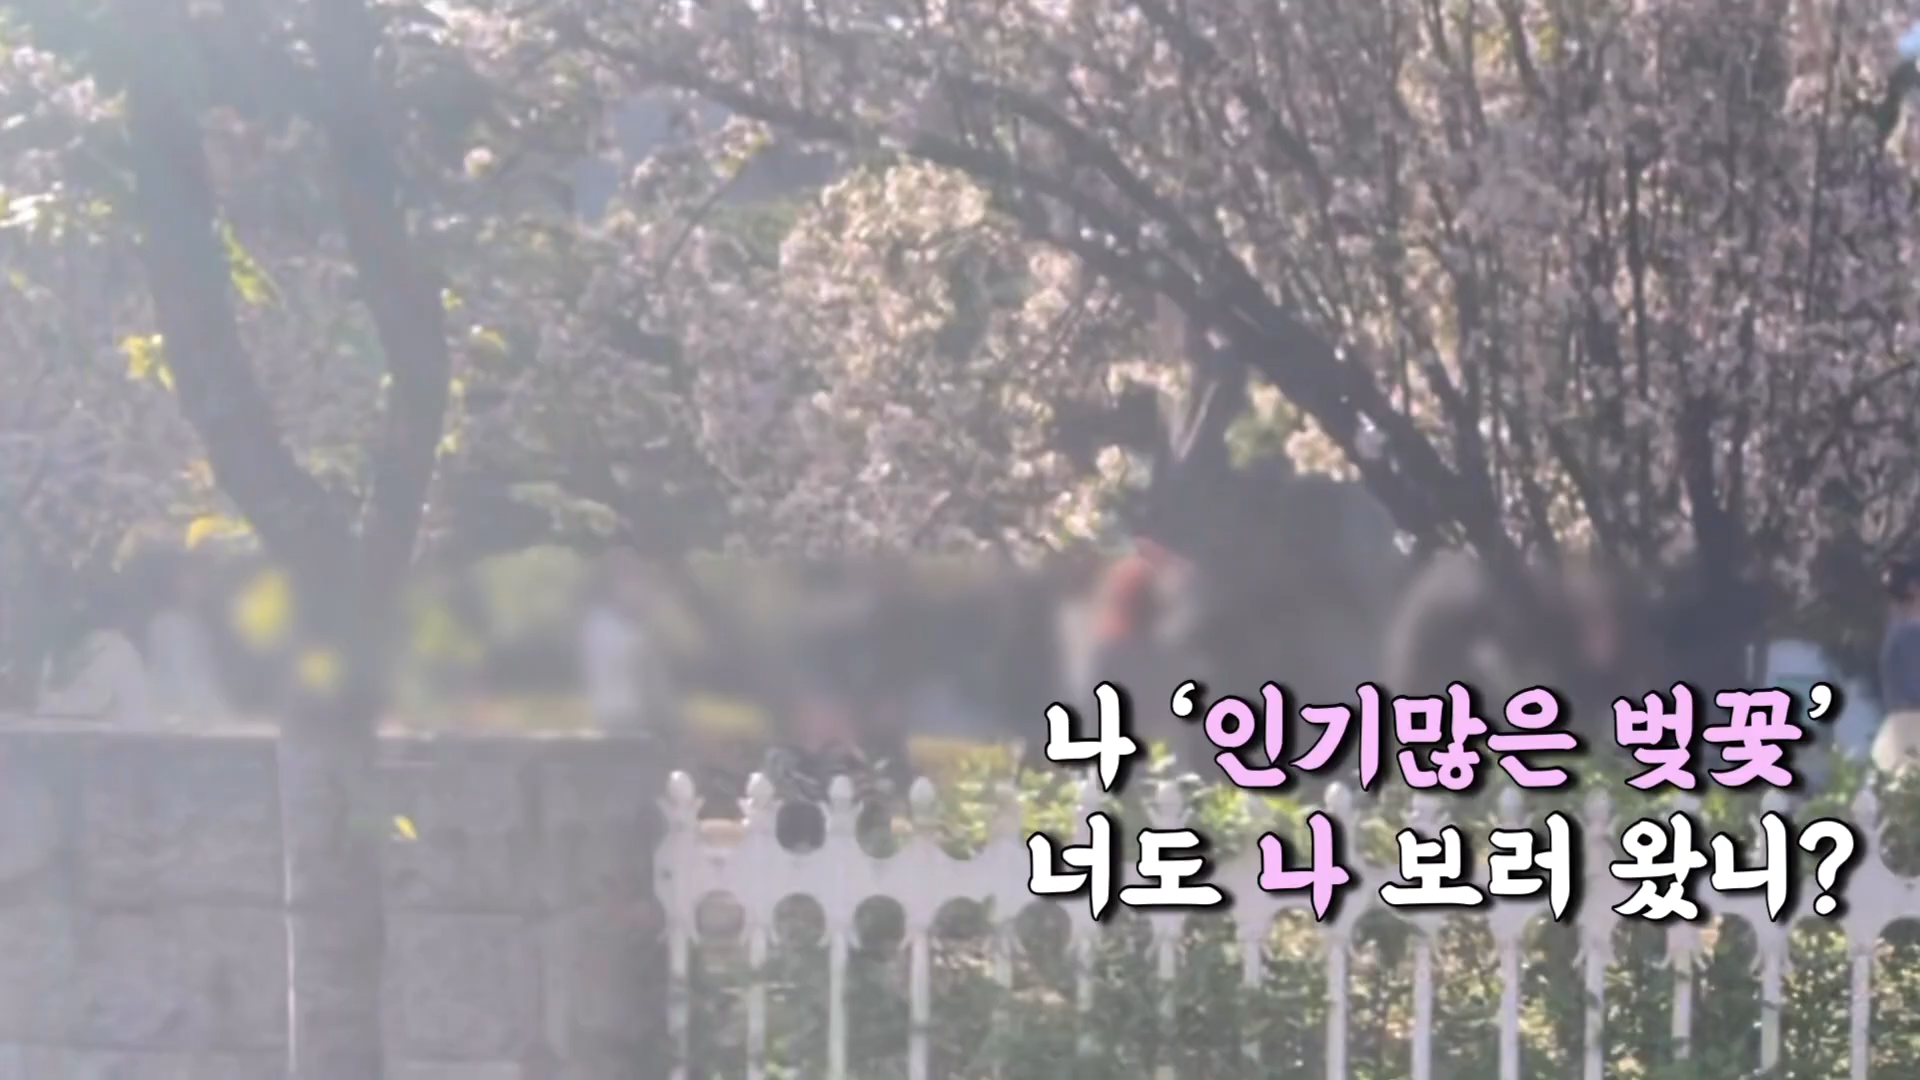 나 ‘인기많은 벚꽃’
너도 나 보러 왔니?